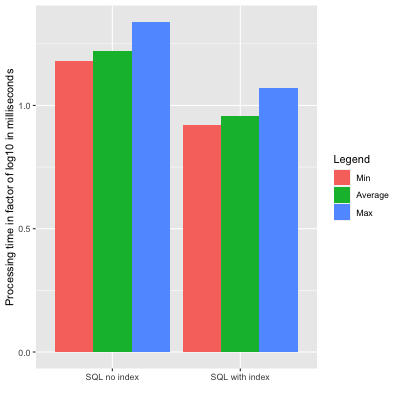 Processing time in factor of log10 in milliseconds
1.0
0.5
0.0
SQL no index
SQL with index
Legend
Min
Average
Max